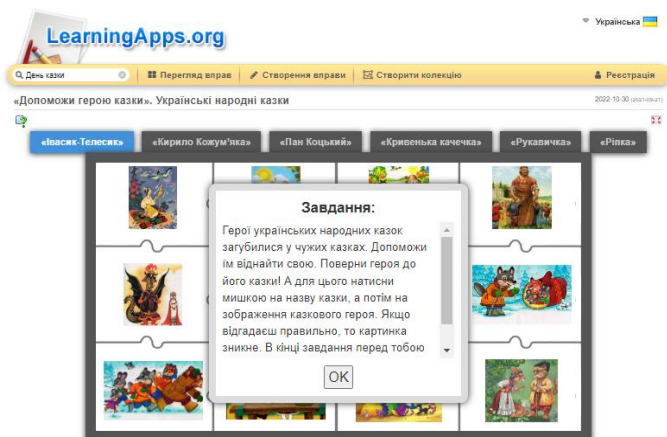 Українська
LearningApps.org
День казки
Перегляд вправ
Створення вправи
Створити колекцію
Реєстрація
«Допоможи герою казки». Українські народні казки
2022-10-30
«Івасик-Телесик»
«Кирило Кожум'яка»
«Пан Коцький»
«Кривенька качечка»
«Рукавичка»
«Ріпка»
Завдання:
Герої українських народних казок
загубилися у чужих казках. Допоможи
їм віднайти свою. Поверни героя до
його казки! А для цього натисни
мишкою на назву казки, а потім на
зображення казкового героя. Якщо
відгадаєш правильно, то картинка
зникне. В кінці завдання перед тобою
OK